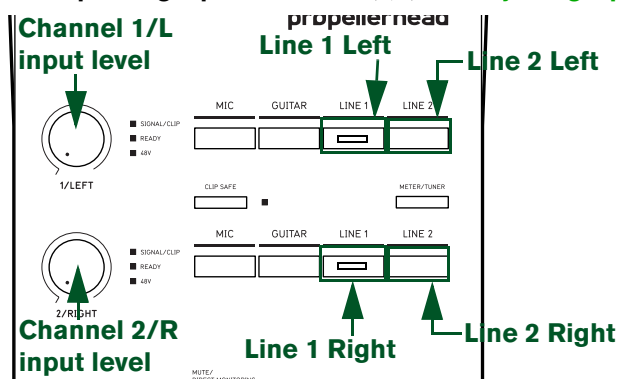 propellerhead
Channel 1/L
input level
Line 1 Left
Line 2 Left
MIC GUITAR LINE 1 LINE 2
SIGNAL/CLIP
READY
48V
1/LEFT
CLIP SAFE METER/TUNER
MIC GUITAR LINE 1 LINE 2
SIGNAL/CLIP
READY
48V
2/RIGHT
Channel 2/R
input level
Line 1 Right
Line 2 Right
MUTE/
DIRECT MONITORING